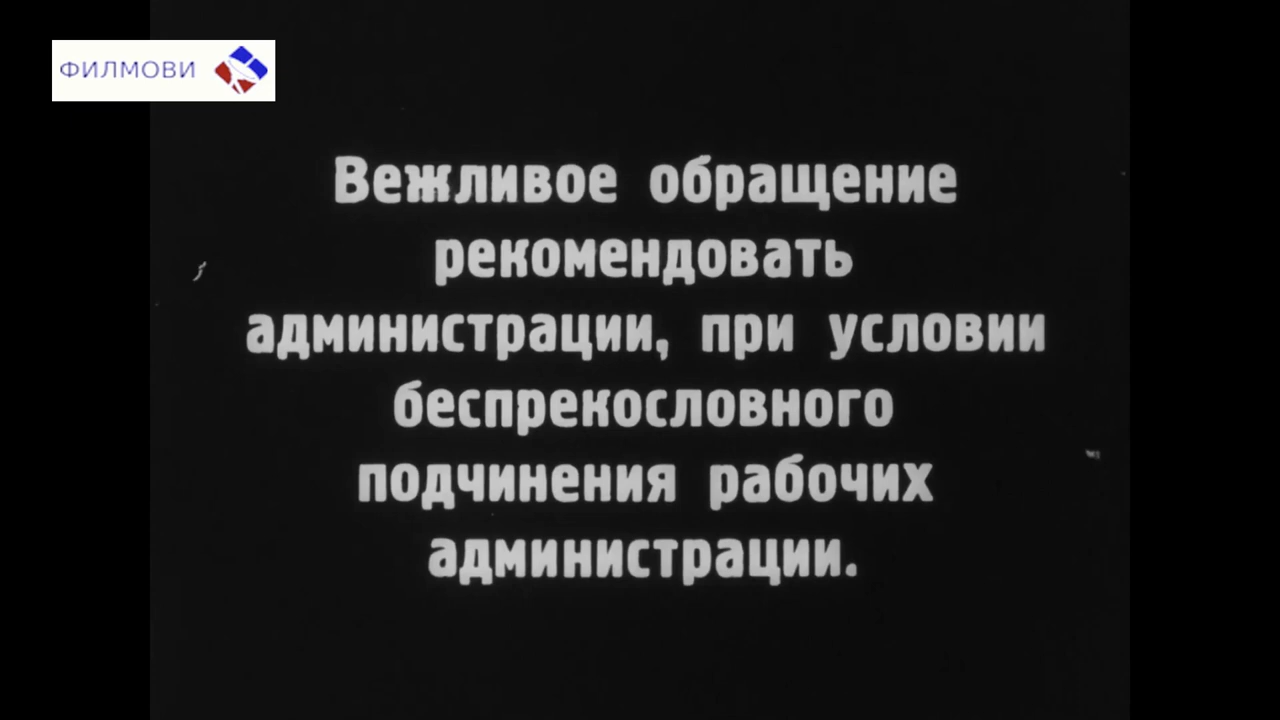 ФИЛМОВИ
Вежливое обращение
рекомендовать
администрации, при условии
беспрекословного
подчинения рабочих
администрации.